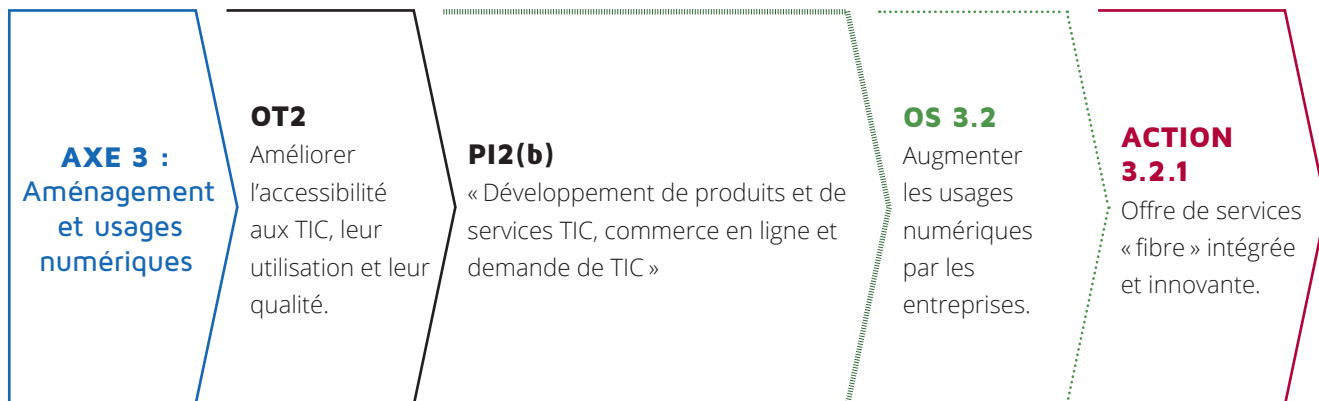 AXE 3 :
Aménagement
et usages
numériques
OT2
Améliorer
l’accessibilité
aux TIC, leur
utilisation et leur
qualité.
PI2(b)
« Développement de produits et de
services TIC, commerce en ligne et
demande de TIC »
OS 3.2
Augmenter
les usages
numériques
par les
entreprises.
ACTION
3.2.1
Offre de services
« fibre » intégrée
et innovante.